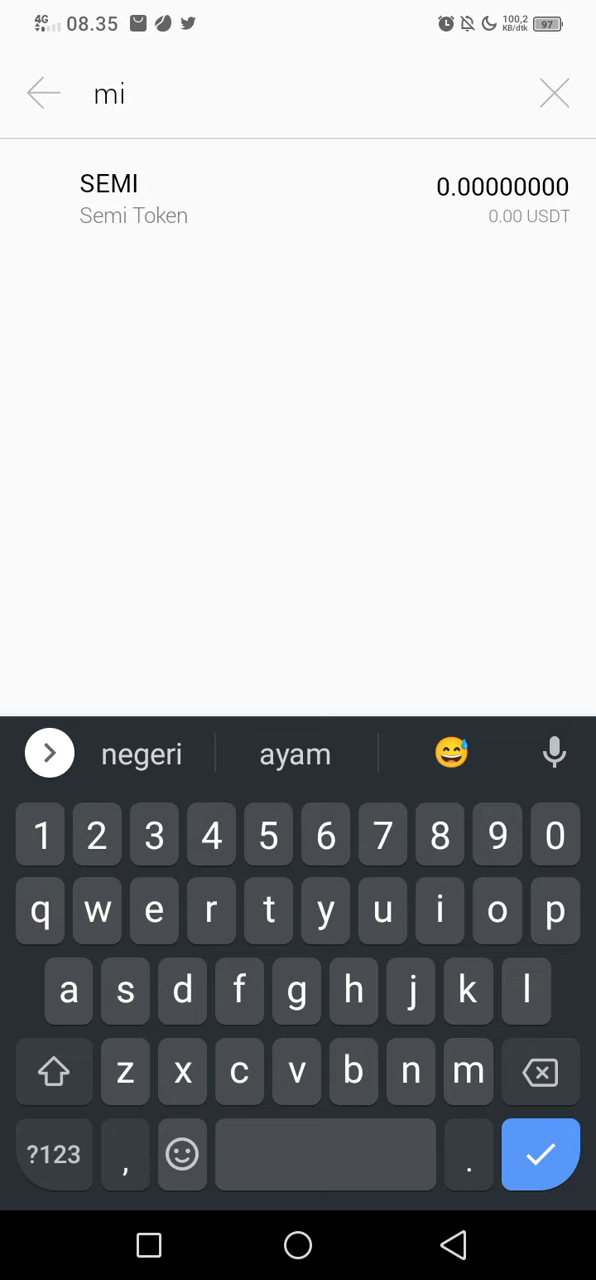 4G 08.35 100,2 KB/dtk 97
mi
SEMI 0.00000000
Semi Token 0.00 USDT
negeri ayam 😅
1 2 3 4 5 6 7 8 9 0
q w e r t y u i o p
a s d f g h j k l
z x c v b n m
?123 , .